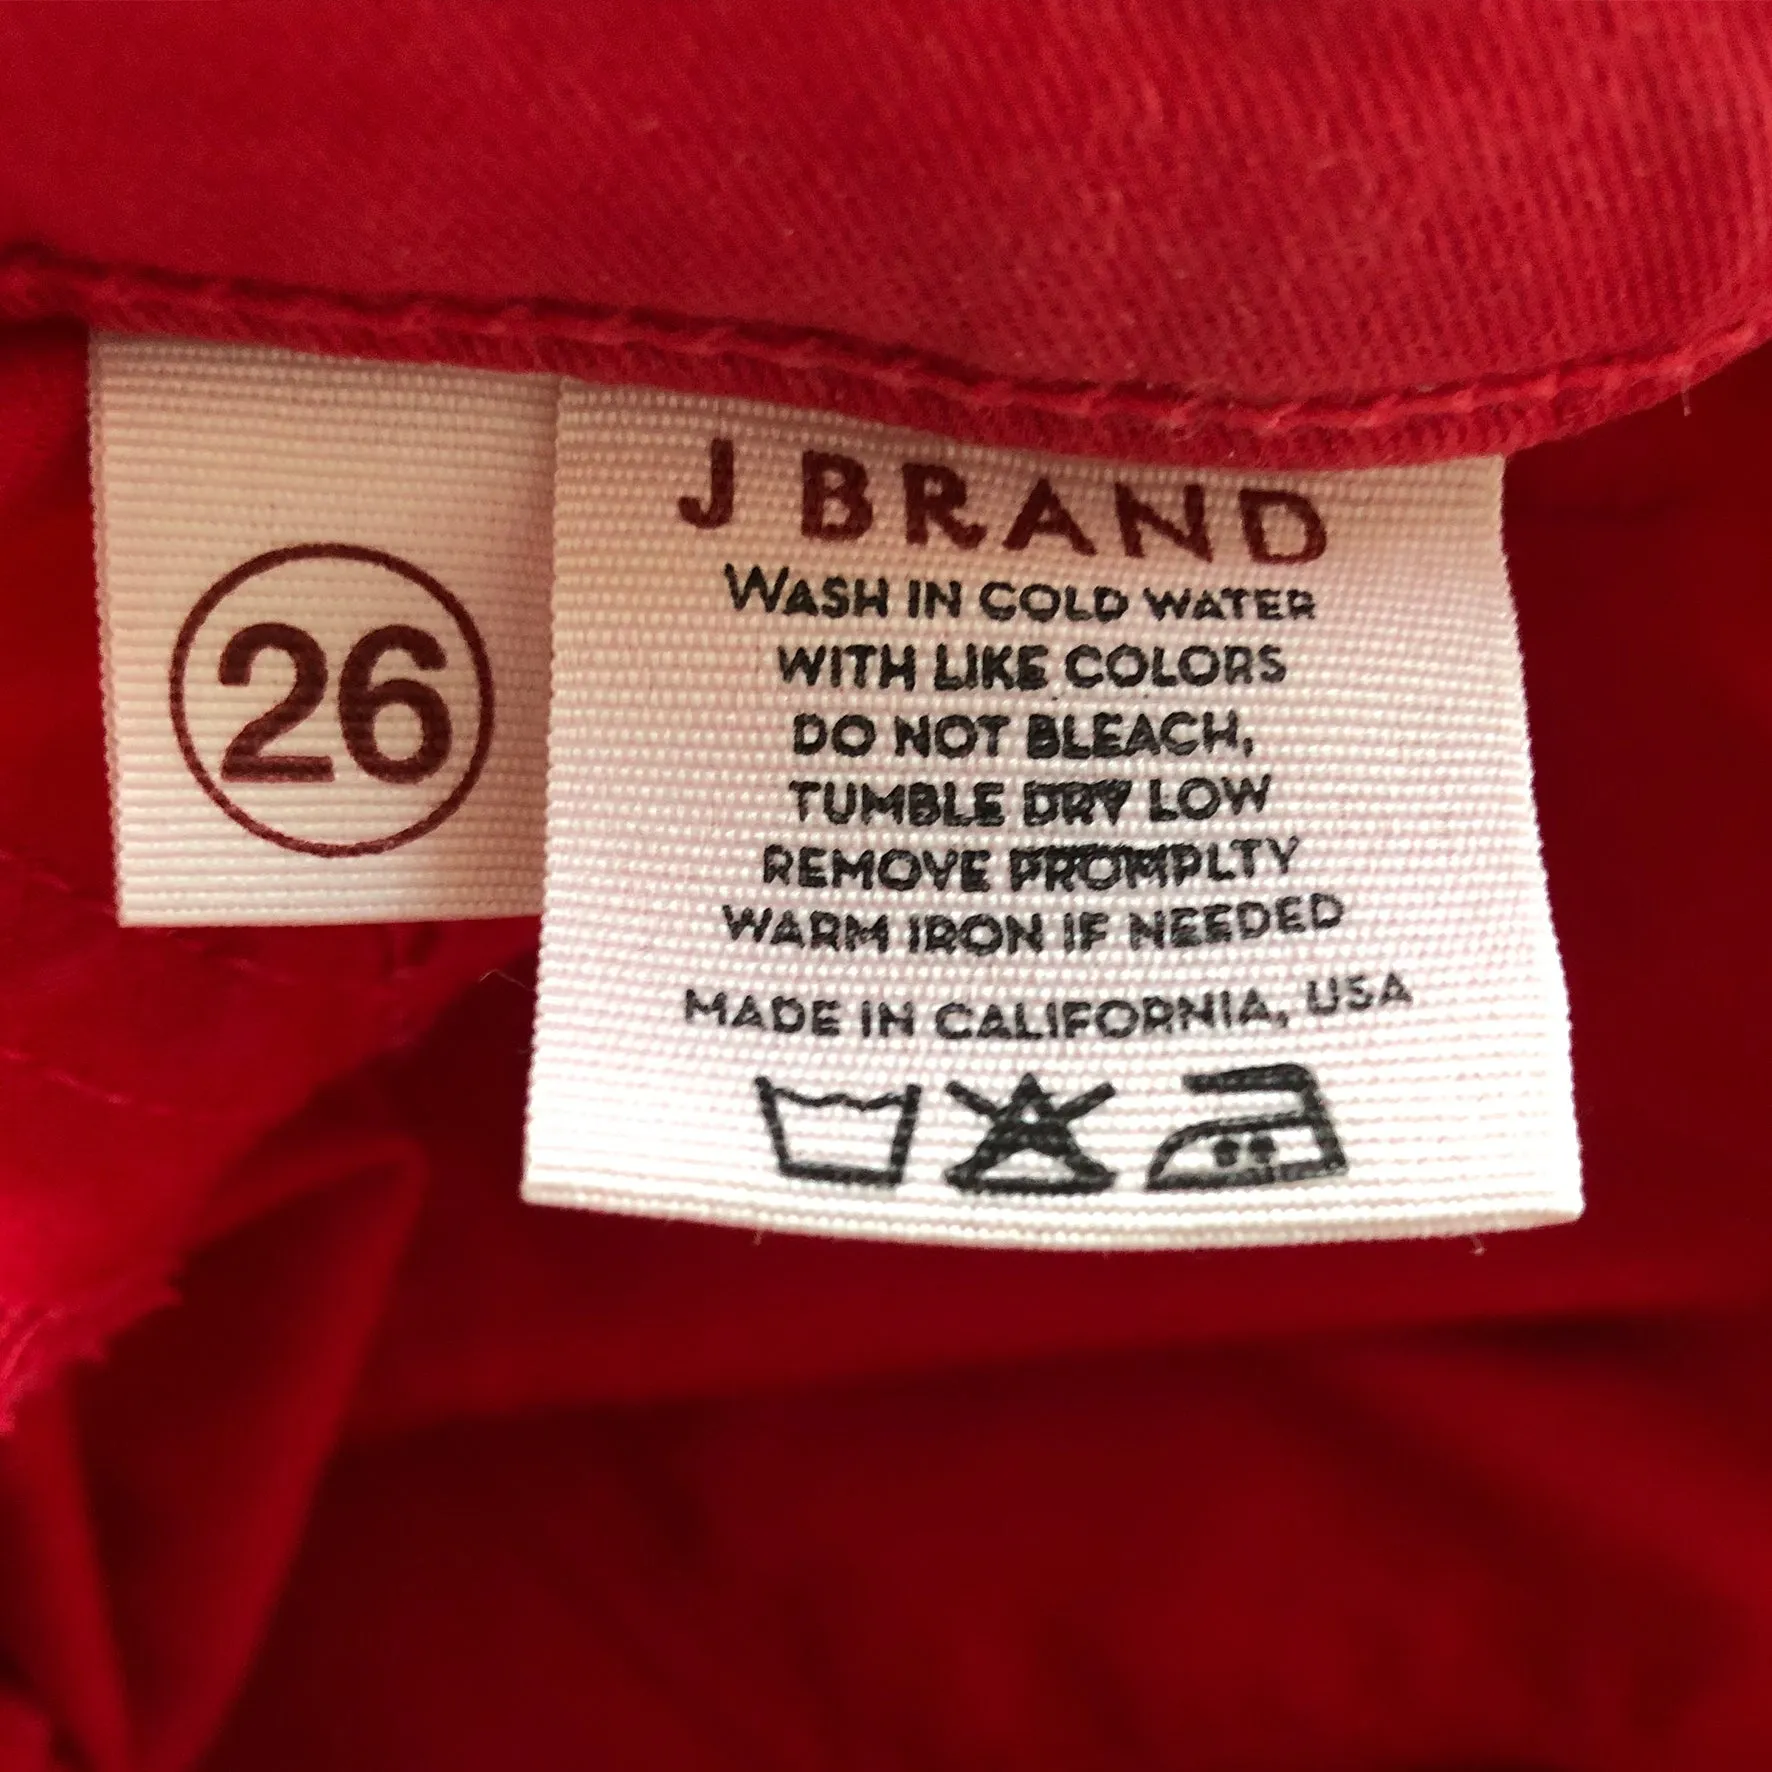 26
J BRAND
WASH IN COLD WATER
WITH LIKE COLORS
DO NOT BLEACH,
TUMBLE DRY LOW
REMOVE PROMPLTY
WARM IRON IF NEEDED
MADE IN CALIFORNIA, USA